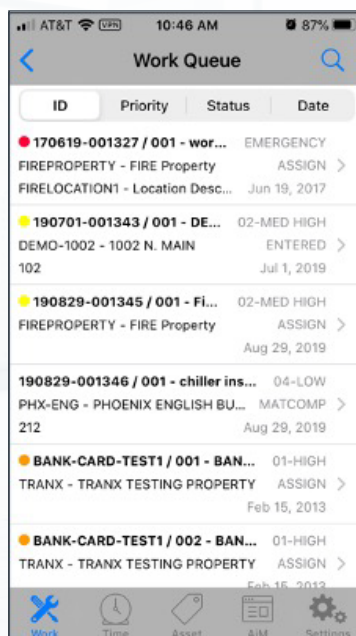 AT&T VPN 10:46 AM 87%
Work Queue
ID Priority Status Date
170619-001327 / 001 - wor... EMERGENCY
FIREPROPERTY - FIRE Property ASSIGN
FIRELOCATION1 - Location Desc... Jun 19, 2017
190701-001343 / 001 - DE... 02-MED HIGH
DEMO-1002 - 1002 N. MAIN ENTERED
102 Jul 1, 2019
190829-001345 / 001 - Fi... 02-MED HIGH
FIREPROPERTY - FIRE Property ASSIGN
Aug 29, 2019
190829-001346 / 001 - chiller ins... 04-LOW
PHX-ENG - PHOENIX ENGLISH BU... MATCOMP
212 Aug 29, 2019
BANK-CARD-TEST1 / 001 - BAN... 01-HIGH
TRANX - TRANX TESTING PROPERTY ASSIGN
Feb 15, 2013
BANK-CARD-TEST1 / 002 - BAN... 01-HIGH
TRANX - TRANX TESTING PROPERTY ASSIGN
Feb 15, 2013
Work Time Asset AiM Settings